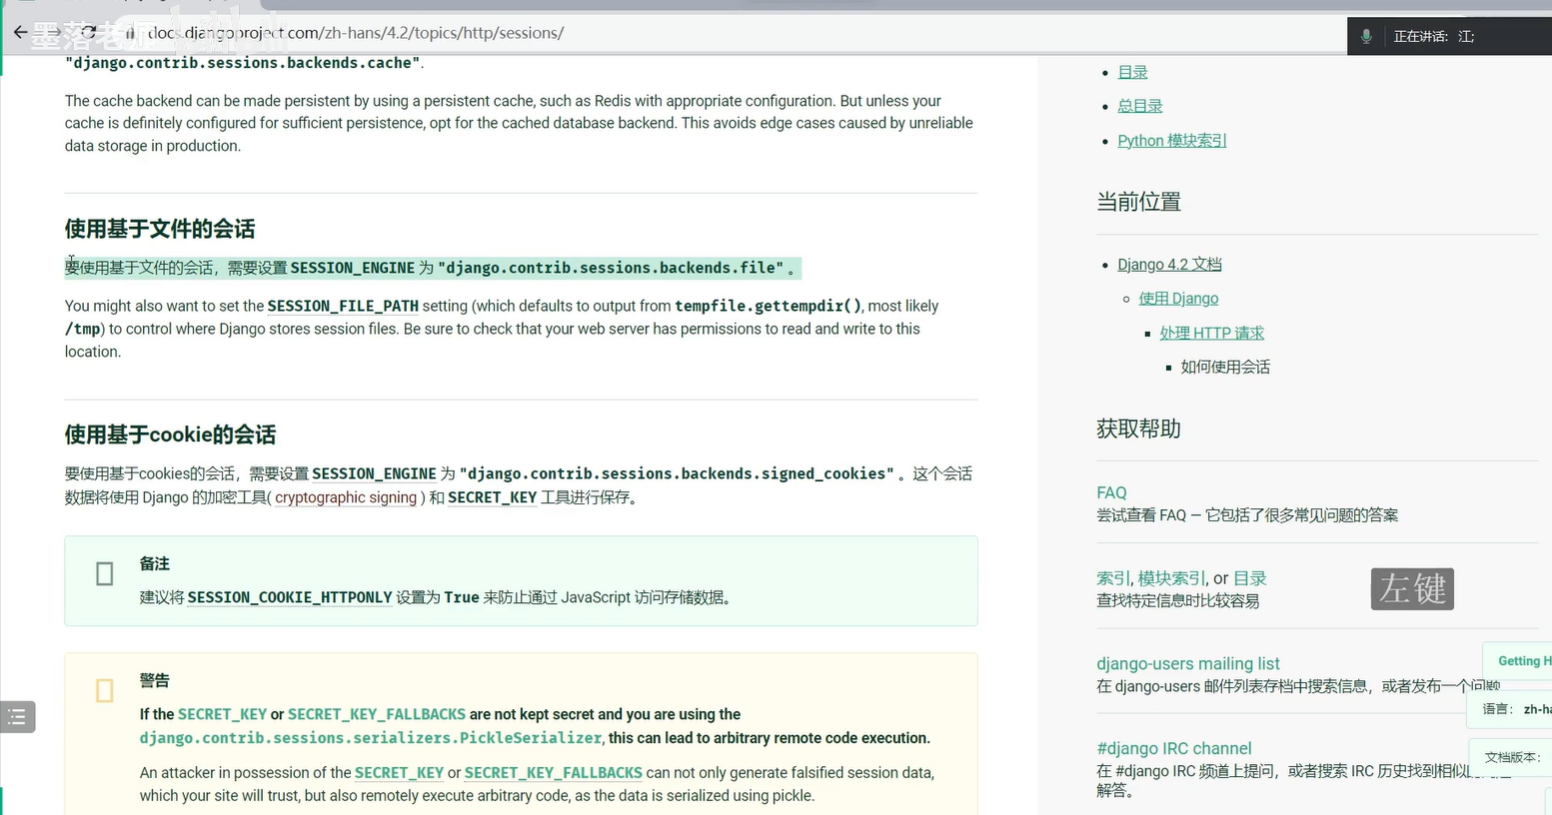 墨落老师
docs.djangoproject.com/zh-hans/4.2/topics/http/sessions/
正在讲话: 江;
"django.contrib.sessions.backends.cache".
The cache backend can be made persistent by using a persistent cache, such as Redis with appropriate configuration. But unless your
cache is definitely configured for sufficient persistence, opt for the cached database backend. This avoids edge cases caused by unreliable
data storage in production.
使用基于文件的会话
要使用基于文件的会话，需要设置 SESSION_ENGINE 为 "django.contrib.sessions.backends.file" 。
You might also want to set the SESSION_FILE_PATH setting (which defaults to output from tempfile.gettempdir(), most likely
/tmp) to control where Django stores session files. Be sure to check that your web server has permissions to read and write to this
location.
使用基于cookie的会话
要使用基于cookies的会话，需要设置 SESSION_ENGINE 为 "django.contrib.sessions.backends.signed_cookies" 。这个会话
数据将使用 Django 的加密工具( cryptographic signing ) 和 SECRET_KEY 工具进行保存。
备注
建议将 SESSION_COOKIE_HTTPONLY 设置为 True 来防止通过 JavaScript 访问存储数据。
警告
If the SECRET_KEY or SECRET_KEY_FALLBACKS are not kept secret and you are using the
django.contrib.sessions.serializers.PickleSerializer, this can lead to arbitrary remote code execution.
An attacker in possession of the SECRET_KEY or SECRET_KEY_FALLBACKS can not only generate falsified session data,
which your site will trust, but also remotely execute arbitrary code, as the data is serialized using pickle.
目录
总目录
Python 模块索引
当前位置
Django 4.2 文档
使用 Django
处理 HTTP 请求
如何使用会话
获取帮助
FAQ
尝试查看 FAQ — 它包括了很多常见问题的答案
索引, 模块索引, or 目录
查找特定信息时比较容易
左键
django-users mailing list
在 django-users 邮件列表存档中搜索信息，或者发布一个问题
#django IRC channel
在 #django IRC 频道上提问，或者搜索 IRC 历史找到相似
解答。
Getting H
语言： zh-ha
文档版本：